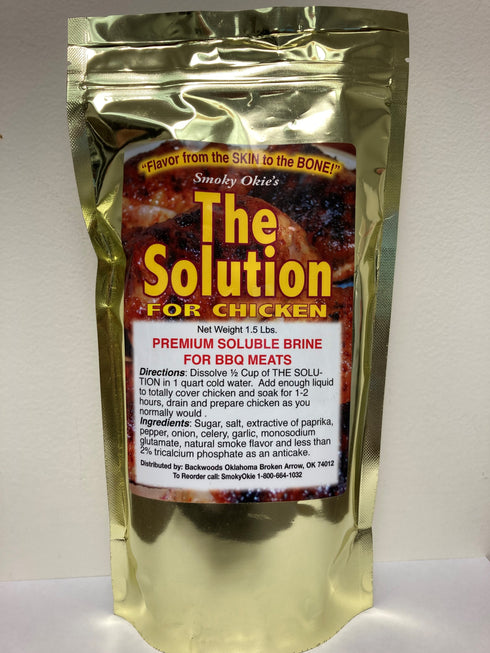 "Flavor from the SKIN to the BONE!"
Smoky Okie's
The
Solution
FOR CHICKEN
Net Weight 1.5 Lbs.
PREMIUM SOLUBLE BRINE
FOR BBQ MEATS
Directions: Dissolve ½ Cup of THE SOLU-
TION in 1 quart cold water. Add enough liquid
to totally cover chicken and soak for 1-2
hours, drain and prepare chicken as you
normally would .
Ingredients: Sugar, salt, extractive of paprika,
pepper, onion, celery, garlic, monosodium
glutamate, natural smoke flavor and less than
2% tricalcium phosphate as an anticake.
Distributed by: Backwoods Oklahoma Broken Arrow, OK 74012
To Reorder call: SmokyOkie 1-800-664-1032